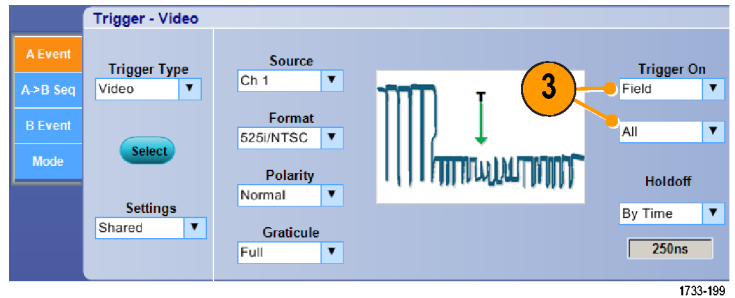 Trigger - Video
A Event
A->B Seq
B Event
Mode
Trigger Type
Video
Select
Settings
Shared
Source
Ch 1
Format
525i/NTSC
Polarity
Normal
Graticule
Full
T
3
Trigger On
Field
All
Holdoff
By Time
250ns
1733-199